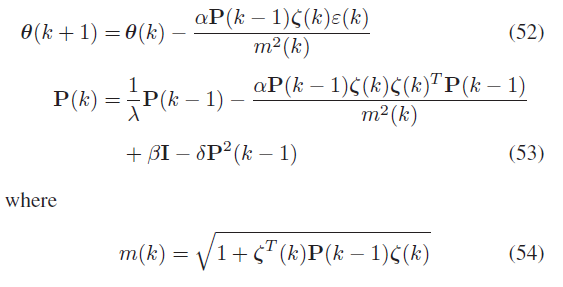 θ(k + 1) = θ(k) − αP(k − 1)ζ(k)ε(k) / m²(k) (52)
P(k) = 1/λ P(k − 1) − αP(k − 1)ζ(k)ζ(k)ᵀP(k − 1) / m²(k)
+ βI − δP²(k − 1) (53)
where
m(k) = √(1 + ζᵀ(k)P(k − 1)ζ(k)) (54)